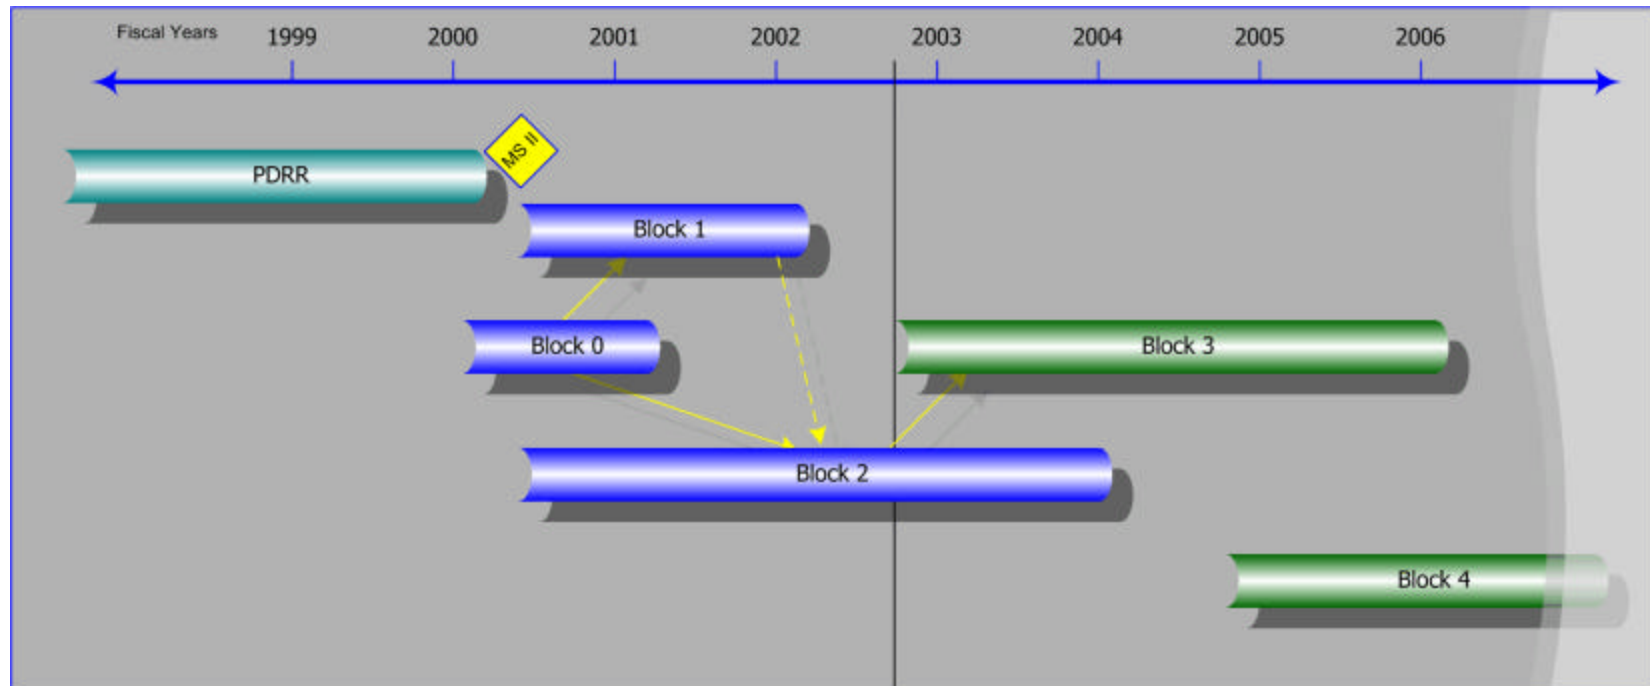 Fiscal Years 1999 2000 2001 2002 2003 2004 2005 2006
MS II
PDRR
Block 1
Block 0
Block 3
Block 2
Block 4